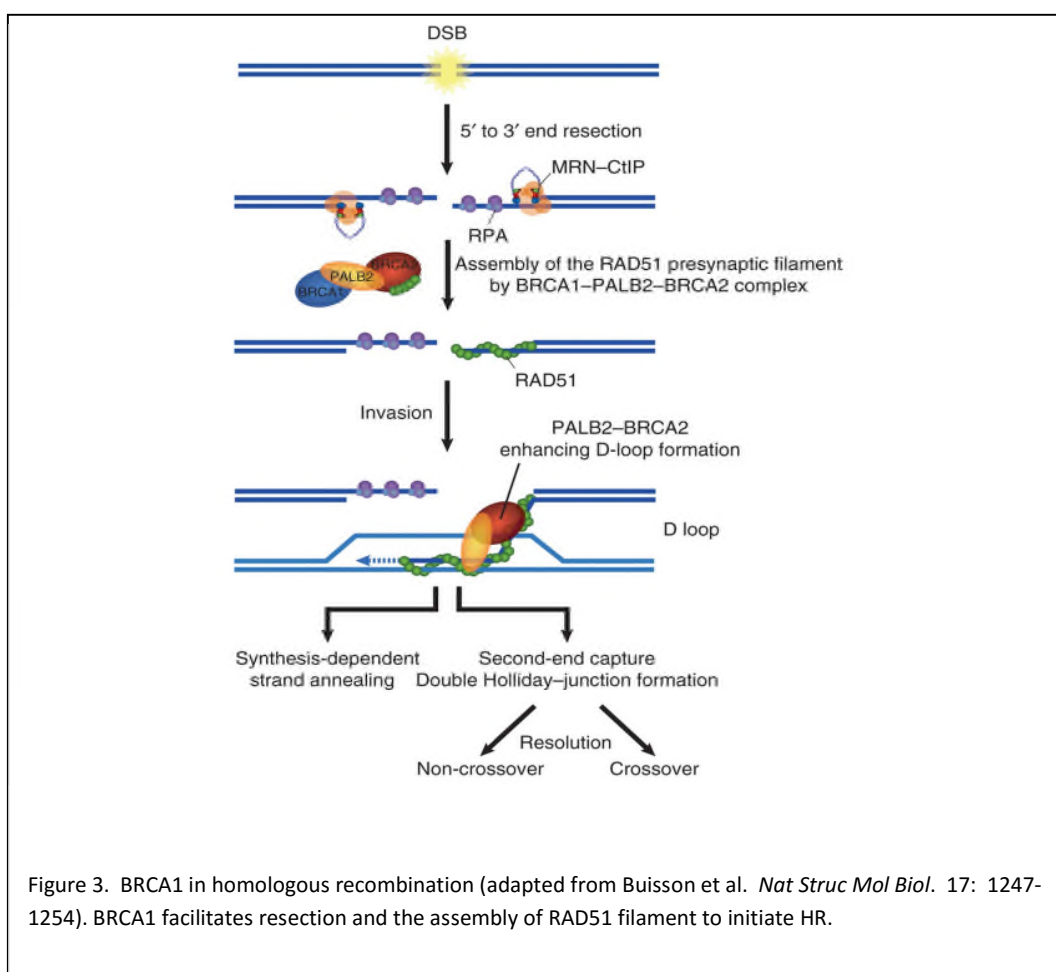 DSB
5′ to 3′ end resection
MRN–CtIP
RPA
BRCA1
PALB2
BRCA2
Assembly of the RAD51 presynaptic filament
by BRCA1–PALB2–BRCA2 complex
RAD51
Invasion
PALB2–BRCA2
enhancing D-loop formation
D loop
Synthesis-dependent
strand annealing
Second-end capture
Double Holliday–junction formation
Resolution
Non-crossover
Crossover
Figure 3.  BRCA1 in homologous recombination (adapted from Buisson et al.  Nat Struc Mol Biol.  17:  1247-
1254). BRCA1 facilitates resection and the assembly of RAD51 filament to initiate HR.